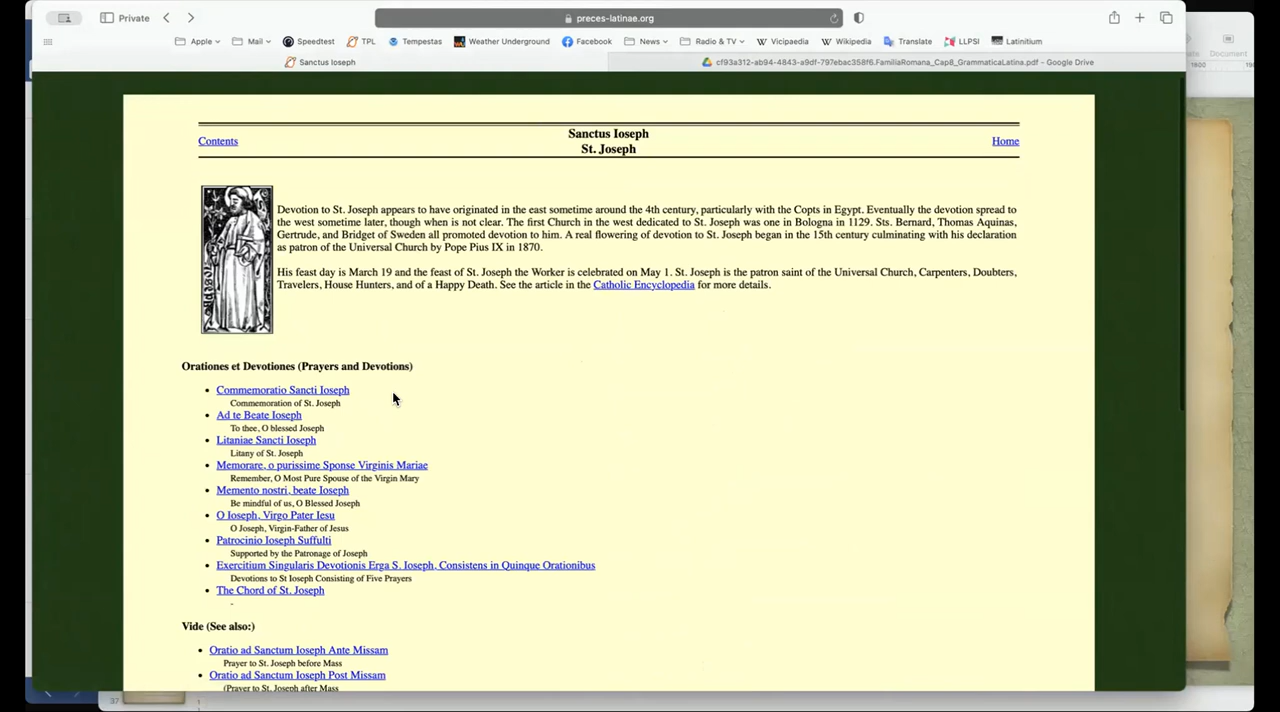 Private
preces-latinae.org
Apple
Mail
Speedtest
TPL
Tempestas
Weather Underground
Facebook
News
Radio & TV
Vicipaedia
Wikipedia
Translate
LLPSI
Latinitium
Document
Sanctus Ioseph
cf93a312-ab94-4843-a9df-797ebac358f6.FamiliaRomana_Cap8_GrammaticaLatina.pdf - Google Drive
Contents
Sanctus Ioseph
St. Joseph
Home
Devotion to St. Joseph appears to have originated in the east sometime around the 4th century, particularly with the Copts in Egypt. Eventually the devotion spread to
the west sometime later, though when is not clear. The first Church in the west dedicated to St. Joseph was one in Bologna in 1129. Sts. Bernard, Thomas Aquinas,
Gertrude, and Bridget of Sweden all promoted devotion to him. A real flowering of devotion to St. Joseph began in the 15th century culminating with his declaration
as patron of the Universal Church by Pope Pius IX in 1870.
His feast day is March 19 and the feast of St. Joseph the Worker is celebrated on May 1. St. Joseph is the patron saint of the Universal Church, Carpenters, Doubters,
Travelers, House Hunters, and of a Happy Death. See the article in the Catholic Encyclopedia for more details.
Orationes et Devotiones (Prayers and Devotions)
Commemoratio Sancti Ioseph
Commemoration of St. Joseph
Ad te Beate Ioseph
To thee, O blessed Joseph
Litaniae Sancti Ioseph
Litany of St. Joseph
Memorare, o purissime Sponse Virginis Mariae
Remember, O Most Pure Spouse of the Virgin Mary
Memento nostri, beate Ioseph
Be mindful of us, O Blessed Joseph
O Ioseph, Virgo Pater Iesu
O Joseph, Virgin-Father of Jesus
Patrocinio Ioseph Suffulti
Supported by the Patronage of Joseph
Exercitium Singularis Devotionis Erga S. Ioseph, Consistens in Quinque Orationibus
Devotions to St Ioseph Consisting of Five Prayers
The Chord of St. Joseph
-
Vide (See also:)
Oratio ad Sanctum Ioseph Ante Missam
Prayer to St. Joseph before Mass
Oratio ad Sanctum Ioseph Post Missam
(Prayer to St. Joseph after Mass
37